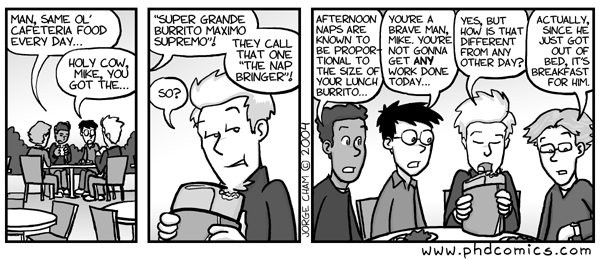 MAN, SAME OL'
CAFETERIA FOOD
EVERY DAY...
HOLY COW,
MIKE, YOU
GOT THE...
"SUPER GRANDE
BURRITO MAXIMO
SUPREMO"!
THEY CALL
THAT ONE
"THE NAP
BRINGER"!
SO?
JORGE CHAM © 2004
AFTERNOON
NAPS ARE
KNOWN TO
BE PROPOR-
TIONAL TO
THE SIZE OF
YOUR LUNCH
BURRITO...
YOU'RE A
BRAVE MAN,
MIKE. YOU'RE
NOT GONNA
GET ANY
WORK DONE
TODAY...
YES, BUT
HOW IS THAT
DIFFERENT
FROM ANY
OTHER DAY?
ACTUALLY,
SINCE HE
JUST GOT
OUT OF
BED, IT'S
BREAKFAST
FOR HIM.
www.phdcomics.com